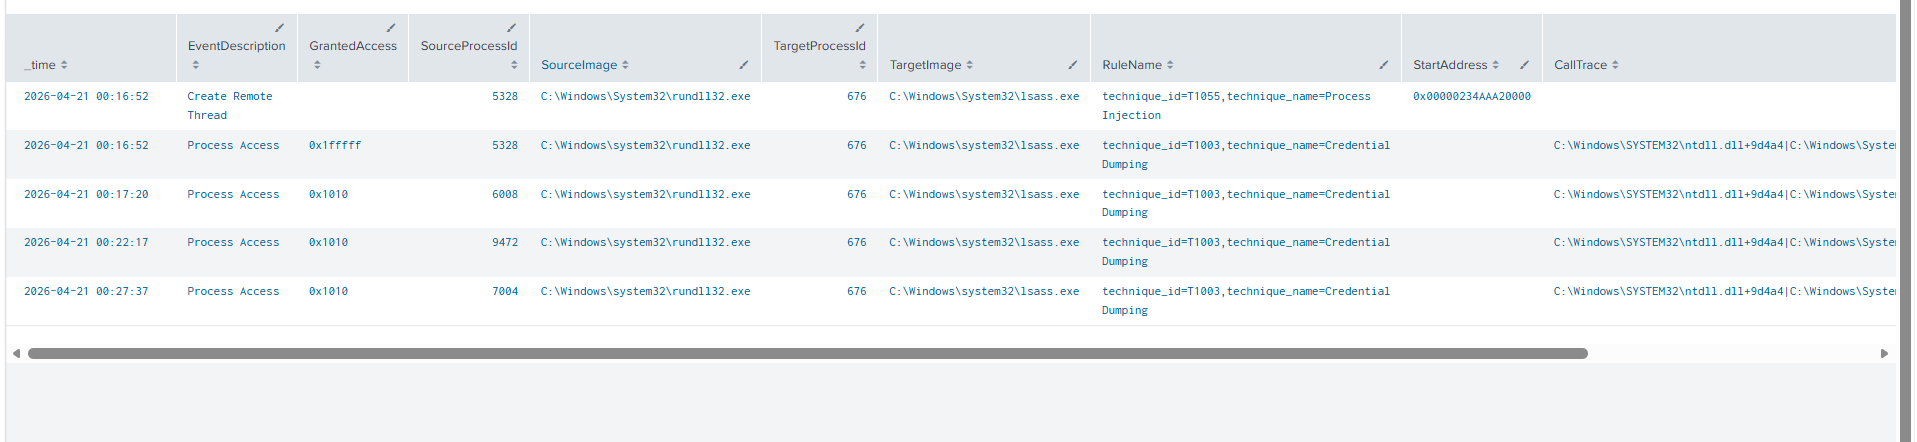 _time EventDescription GrantedAccess SourceProcessId SourceImage TargetProcessId TargetImage RuleName StartAddress CallTrace
2026-04-21 00:16:52 Create Remote 5328 C:\Windows\System32\rundll32.exe 676 C:\Windows\System32\lsass.exe technique_id=T1055,technique_name=Process 0x00000234AAA20000
Thread Injection
2026-04-21 00:16:52 Process Access 0x1fffff 5328 C:\Windows\system32\rundll32.exe 676 C:\Windows\system32\lsass.exe technique_id=T1003,technique_name=Credential C:\Windows\SYSTEM32\ntdll.dll+9d4a4|C:\Windows\Syste
Dumping
2026-04-21 00:17:20 Process Access 0x1010 6008 C:\Windows\system32\rundll32.exe 676 C:\Windows\system32\lsass.exe technique_id=T1003,technique_name=Credential C:\Windows\SYSTEM32\ntdll.dll+9d4a4|C:\Windows\Syste
Dumping
2026-04-21 00:22:17 Process Access 0x1010 9472 C:\Windows\system32\rundll32.exe 676 C:\Windows\system32\lsass.exe technique_id=T1003,technique_name=Credential C:\Windows\SYSTEM32\ntdll.dll+9d4a4|C:\Windows\Syste
Dumping
2026-04-21 00:27:37 Process Access 0x1010 7004 C:\Windows\system32\rundll32.exe 676 C:\Windows\system32\lsass.exe technique_id=T1003,technique_name=Credential C:\Windows\SYSTEM32\ntdll.dll+9d4a4|C:\Windows\Syste
Dumping